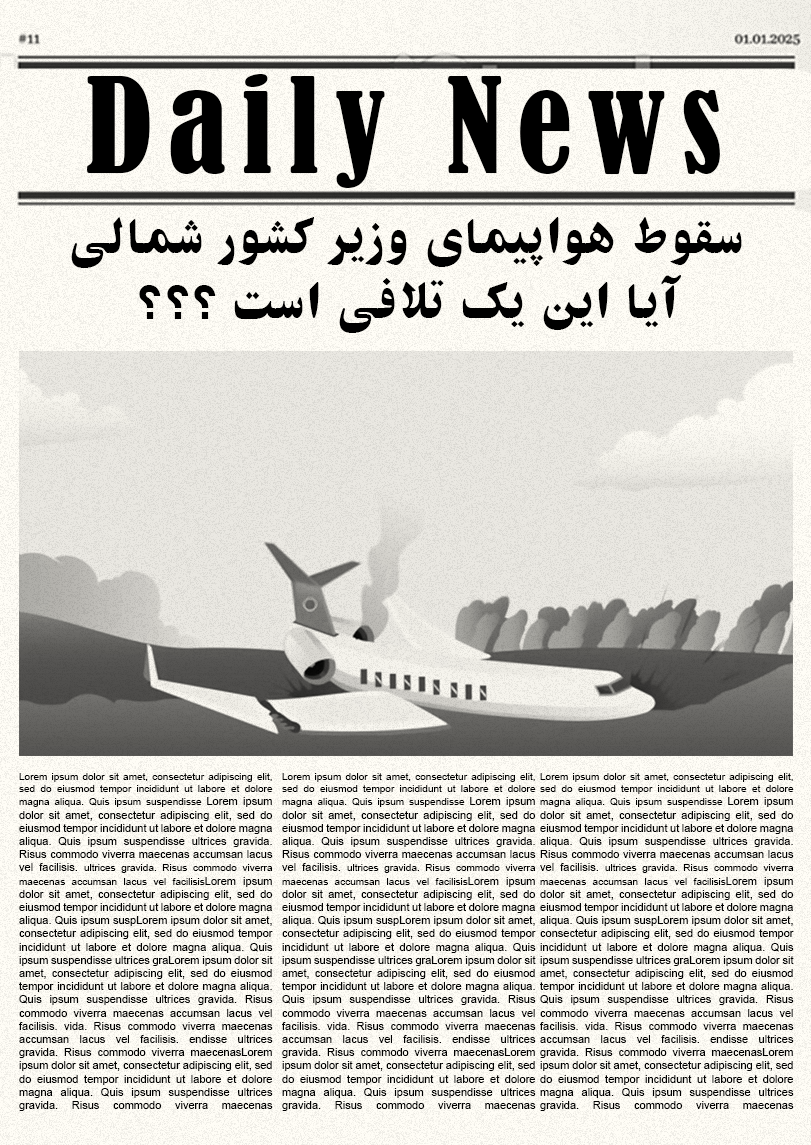 #11
01.01.2025
Daily News
سقوط هواپیمای وزیر کشور شمالی
آیا این یک تلافی است ؟؟؟
Lorem ipsum dolor sit amet, consectetur adipiscing elit,
sed do eiusmod tempor incididunt ut labore et dolore
magna aliqua. Quis ipsum suspendisse Lorem ipsum
dolor sit amet, consectetur adipiscing elit, sed do
eiusmod tempor incididunt ut labore et dolore magna
aliqua. Quis ipsum suspendisse ultrices gravida.
Risus commodo viverra maecenas accumsan lacus
vel facilisis. ultrices gravida. Risus commodo viverra
maecenas accumsan lacus vel facilisisLorem ipsum
dolor sit amet, consectetur adipiscing elit, sed do
eiusmod tempor incididunt ut labore et dolore magna
aliqua. Quis ipsum suspLorem ipsum dolor sit amet,
consectetur adipiscing elit, sed do eiusmod tempor
incididunt ut labore et dolore magna aliqua. Quis
ipsum suspendisse ultrices graLorem ipsum dolor sit
amet, consectetur adipiscing elit, sed do eiusmod
tempor incididunt ut labore et dolore magna aliqua.
Quis ipsum suspendisse ultrices gravida. Risus
commodo viverra maecenas accumsan lacus vel
facilisis. vida. Risus commodo viverra maecenas
accumsan lacus vel facilisis. endisse ultrices
gravida. Risus commodo viverra maecenasLorem
ipsum dolor sit amet, consectetur adipiscing elit, sed
do eiusmod tempor incididunt ut labore et dolore
magna aliqua. Quis ipsum suspendisse ultrices
gravida. Risus commodo viverra maecenas
Lorem ipsum dolor sit amet, consectetur adipiscing elit,
sed do eiusmod tempor incididunt ut labore et dolore
magna aliqua. Quis ipsum suspendisse Lorem ipsum
dolor sit amet, consectetur adipiscing elit, sed do
eiusmod tempor incididunt ut labore et dolore magna
aliqua. Quis ipsum suspendisse ultrices gravida.
Risus commodo viverra maecenas accumsan lacus
vel facilisis. ultrices gravida. Risus commodo viverra
maecenas accumsan lacus vel facilisisLorem ipsum
dolor sit amet, consectetur adipiscing elit, sed do
eiusmod tempor incididunt ut labore et dolore magna
aliqua. Quis ipsum suspLorem ipsum dolor sit amet,
consectetur adipiscing elit, sed do eiusmod tempor
incididunt ut labore et dolore magna aliqua. Quis
ipsum suspendisse ultrices graLorem ipsum dolor sit
amet, consectetur adipiscing elit, sed do eiusmod
tempor incididunt ut labore et dolore magna aliqua.
Quis ipsum suspendisse ultrices gravida. Risus
commodo viverra maecenas accumsan lacus vel
facilisis. vida. Risus commodo viverra maecenas
accumsan lacus vel facilisis. endisse ultrices
gravida. Risus commodo viverra maecenasLorem
ipsum dolor sit amet, consectetur adipiscing elit, sed
do eiusmod tempor incididunt ut labore et dolore
magna aliqua. Quis ipsum suspendisse ultrices
gravida. Risus commodo viverra maecenas
Lorem ipsum dolor sit amet, consectetur adipiscing elit,
sed do eiusmod tempor incididunt ut labore et dolore
magna aliqua. Quis ipsum suspendisse Lorem ipsum
dolor sit amet, consectetur adipiscing elit, sed do
eiusmod tempor incididunt ut labore et dolore magna
aliqua. Quis ipsum suspendisse ultrices gravida.
Risus commodo viverra maecenas accumsan lacus
vel facilisis. ultrices gravida. Risus commodo viverra
maecenas accumsan lacus vel facilisisLorem ipsum
dolor sit amet, consectetur adipiscing elit, sed do
eiusmod tempor incididunt ut labore et dolore magna
aliqua. Quis ipsum suspLorem ipsum dolor sit amet,
consectetur adipiscing elit, sed do eiusmod tempor
incididunt ut labore et dolore magna aliqua. Quis
ipsum suspendisse ultrices graLorem ipsum dolor sit
amet, consectetur adipiscing elit, sed do eiusmod
tempor incididunt ut labore et dolore magna aliqua.
Quis ipsum suspendisse ultrices gravida. Risus
commodo viverra maecenas accumsan lacus vel
facilisis. vida. Risus commodo viverra maecenas
accumsan lacus vel facilisis. endisse ultrices
gravida. Risus commodo viverra maecenasLorem
ipsum dolor sit amet, consectetur adipiscing elit, sed
do eiusmod tempor incididunt ut labore et dolore
magna aliqua. Quis ipsum suspendisse ultrices
gravida. Risus commodo viverra maecenas